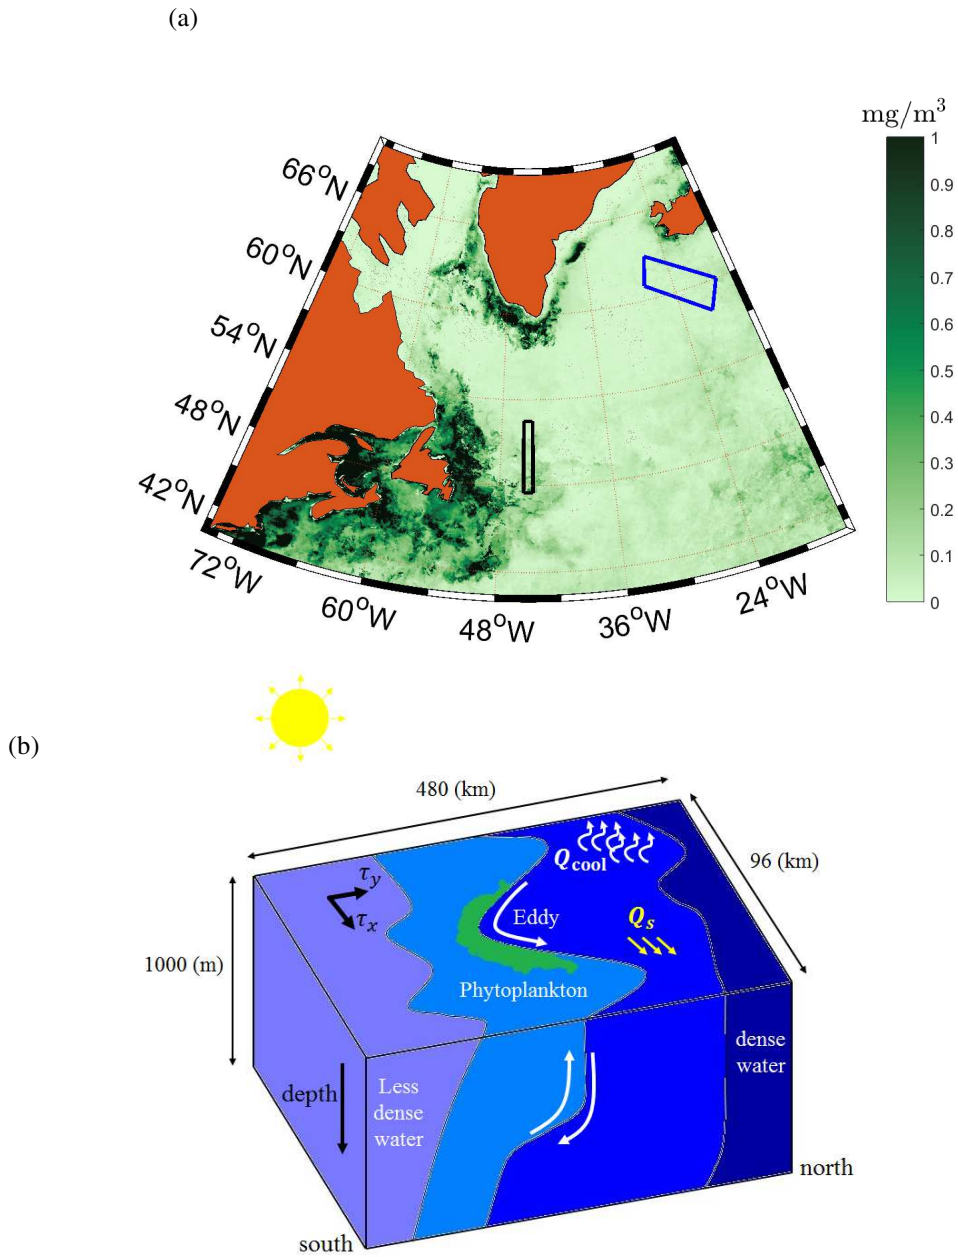 (a)
mg/m³
66°N
60°N
54°N
48°N
42°N
72°W
60°W
48°W
36°W
24°W
1
0.9
0.8
0.7
0.6
0.5
0.4
0.3
0.2
0.1
0
(b)
480 (km)
96 (km)
1000 (m)
τy
τx
Qcool
Eddy
Qs
Phytoplankton
depth
Less
dense
water
dense
water
north
south